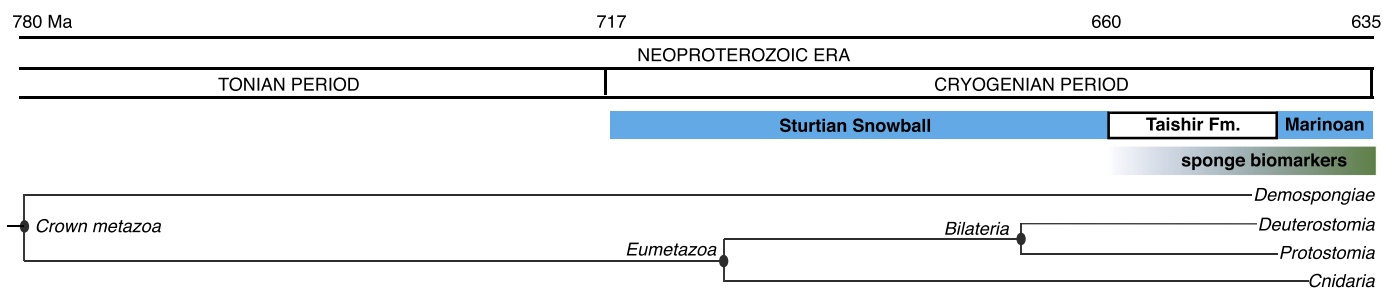 780 Ma 717 660 635
NEOPROTEROZOIC ERA
TONIAN PERIOD CRYOGENIAN PERIOD
Sturtian Snowball Taishir Fm. Marinoan
sponge biomarkers
Demospongiae
Crown metazoa Bilateria Deuterostomia
Eumetazoa Protostomia
Cnidaria